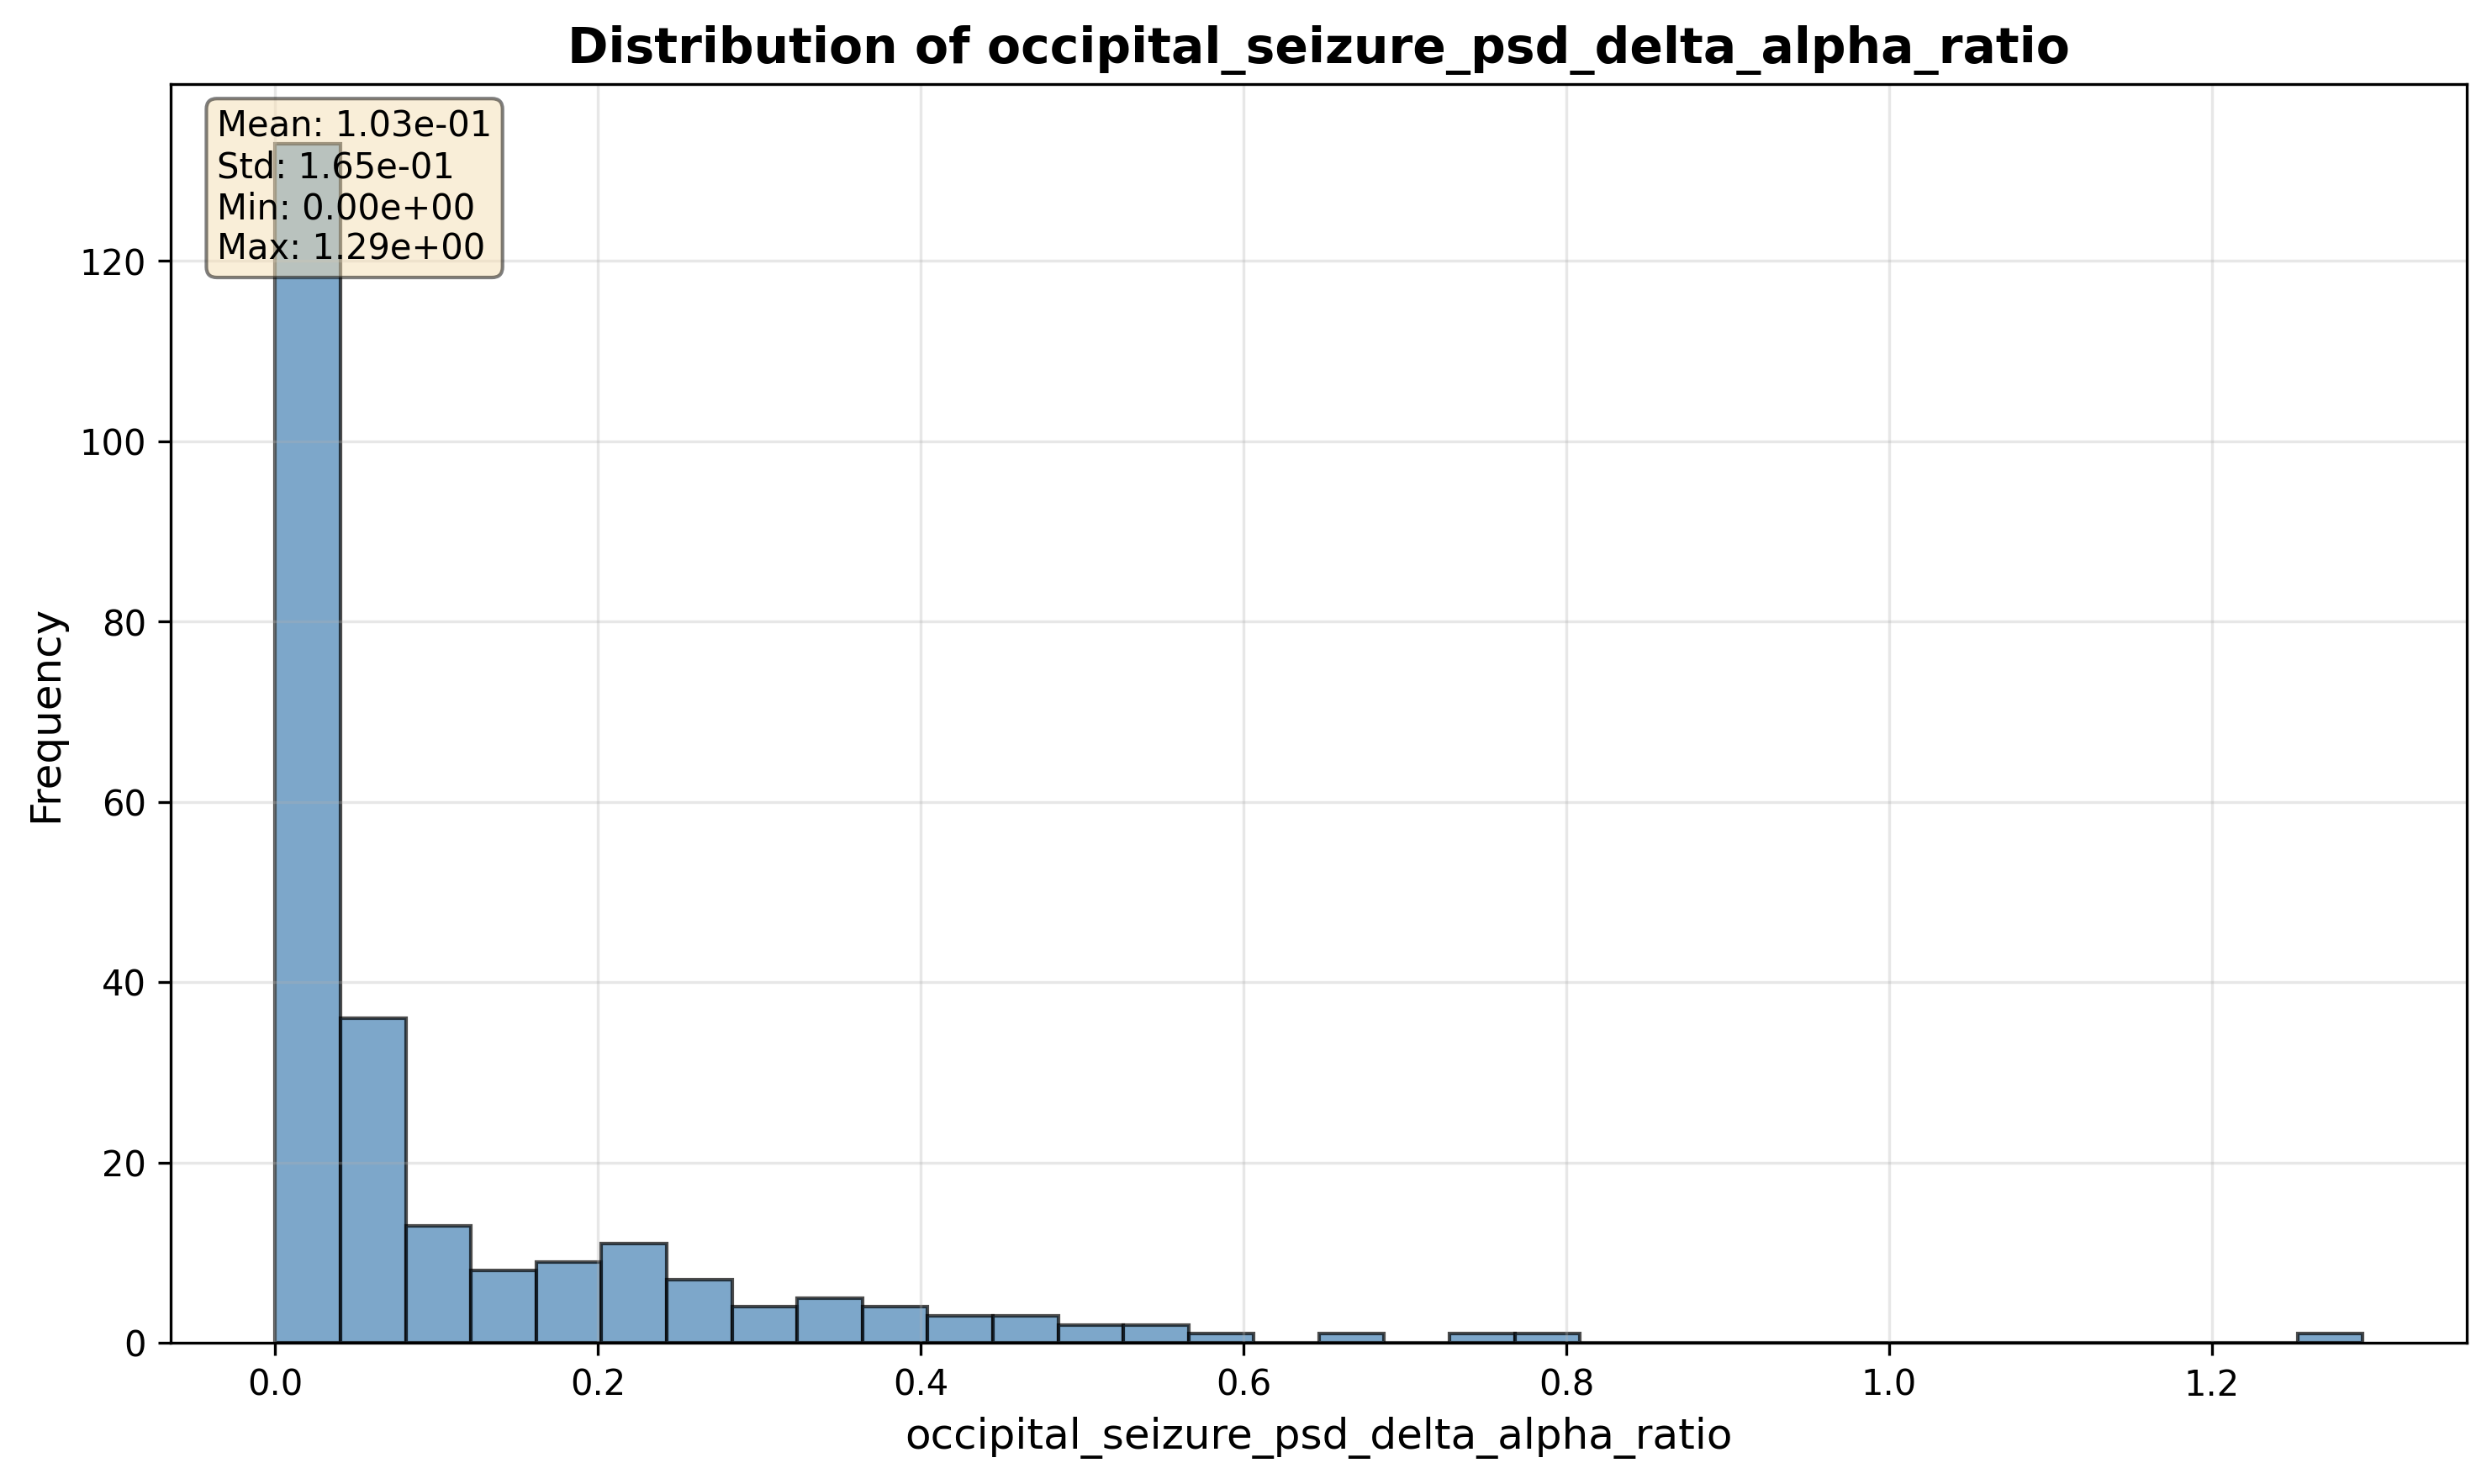 Distribution of occipital_seizure_psd_delta_alpha_ratio
Mean: 1.03e-01
Std: 1.65e-01
Min: 0.00e+00
Max: 1.29e+00
120
100
80
60
40
20
0
Frequency
0.0 0.2 0.4 0.6 0.8 1.0 1.2
occipital_seizure_psd_delta_alpha_ratio